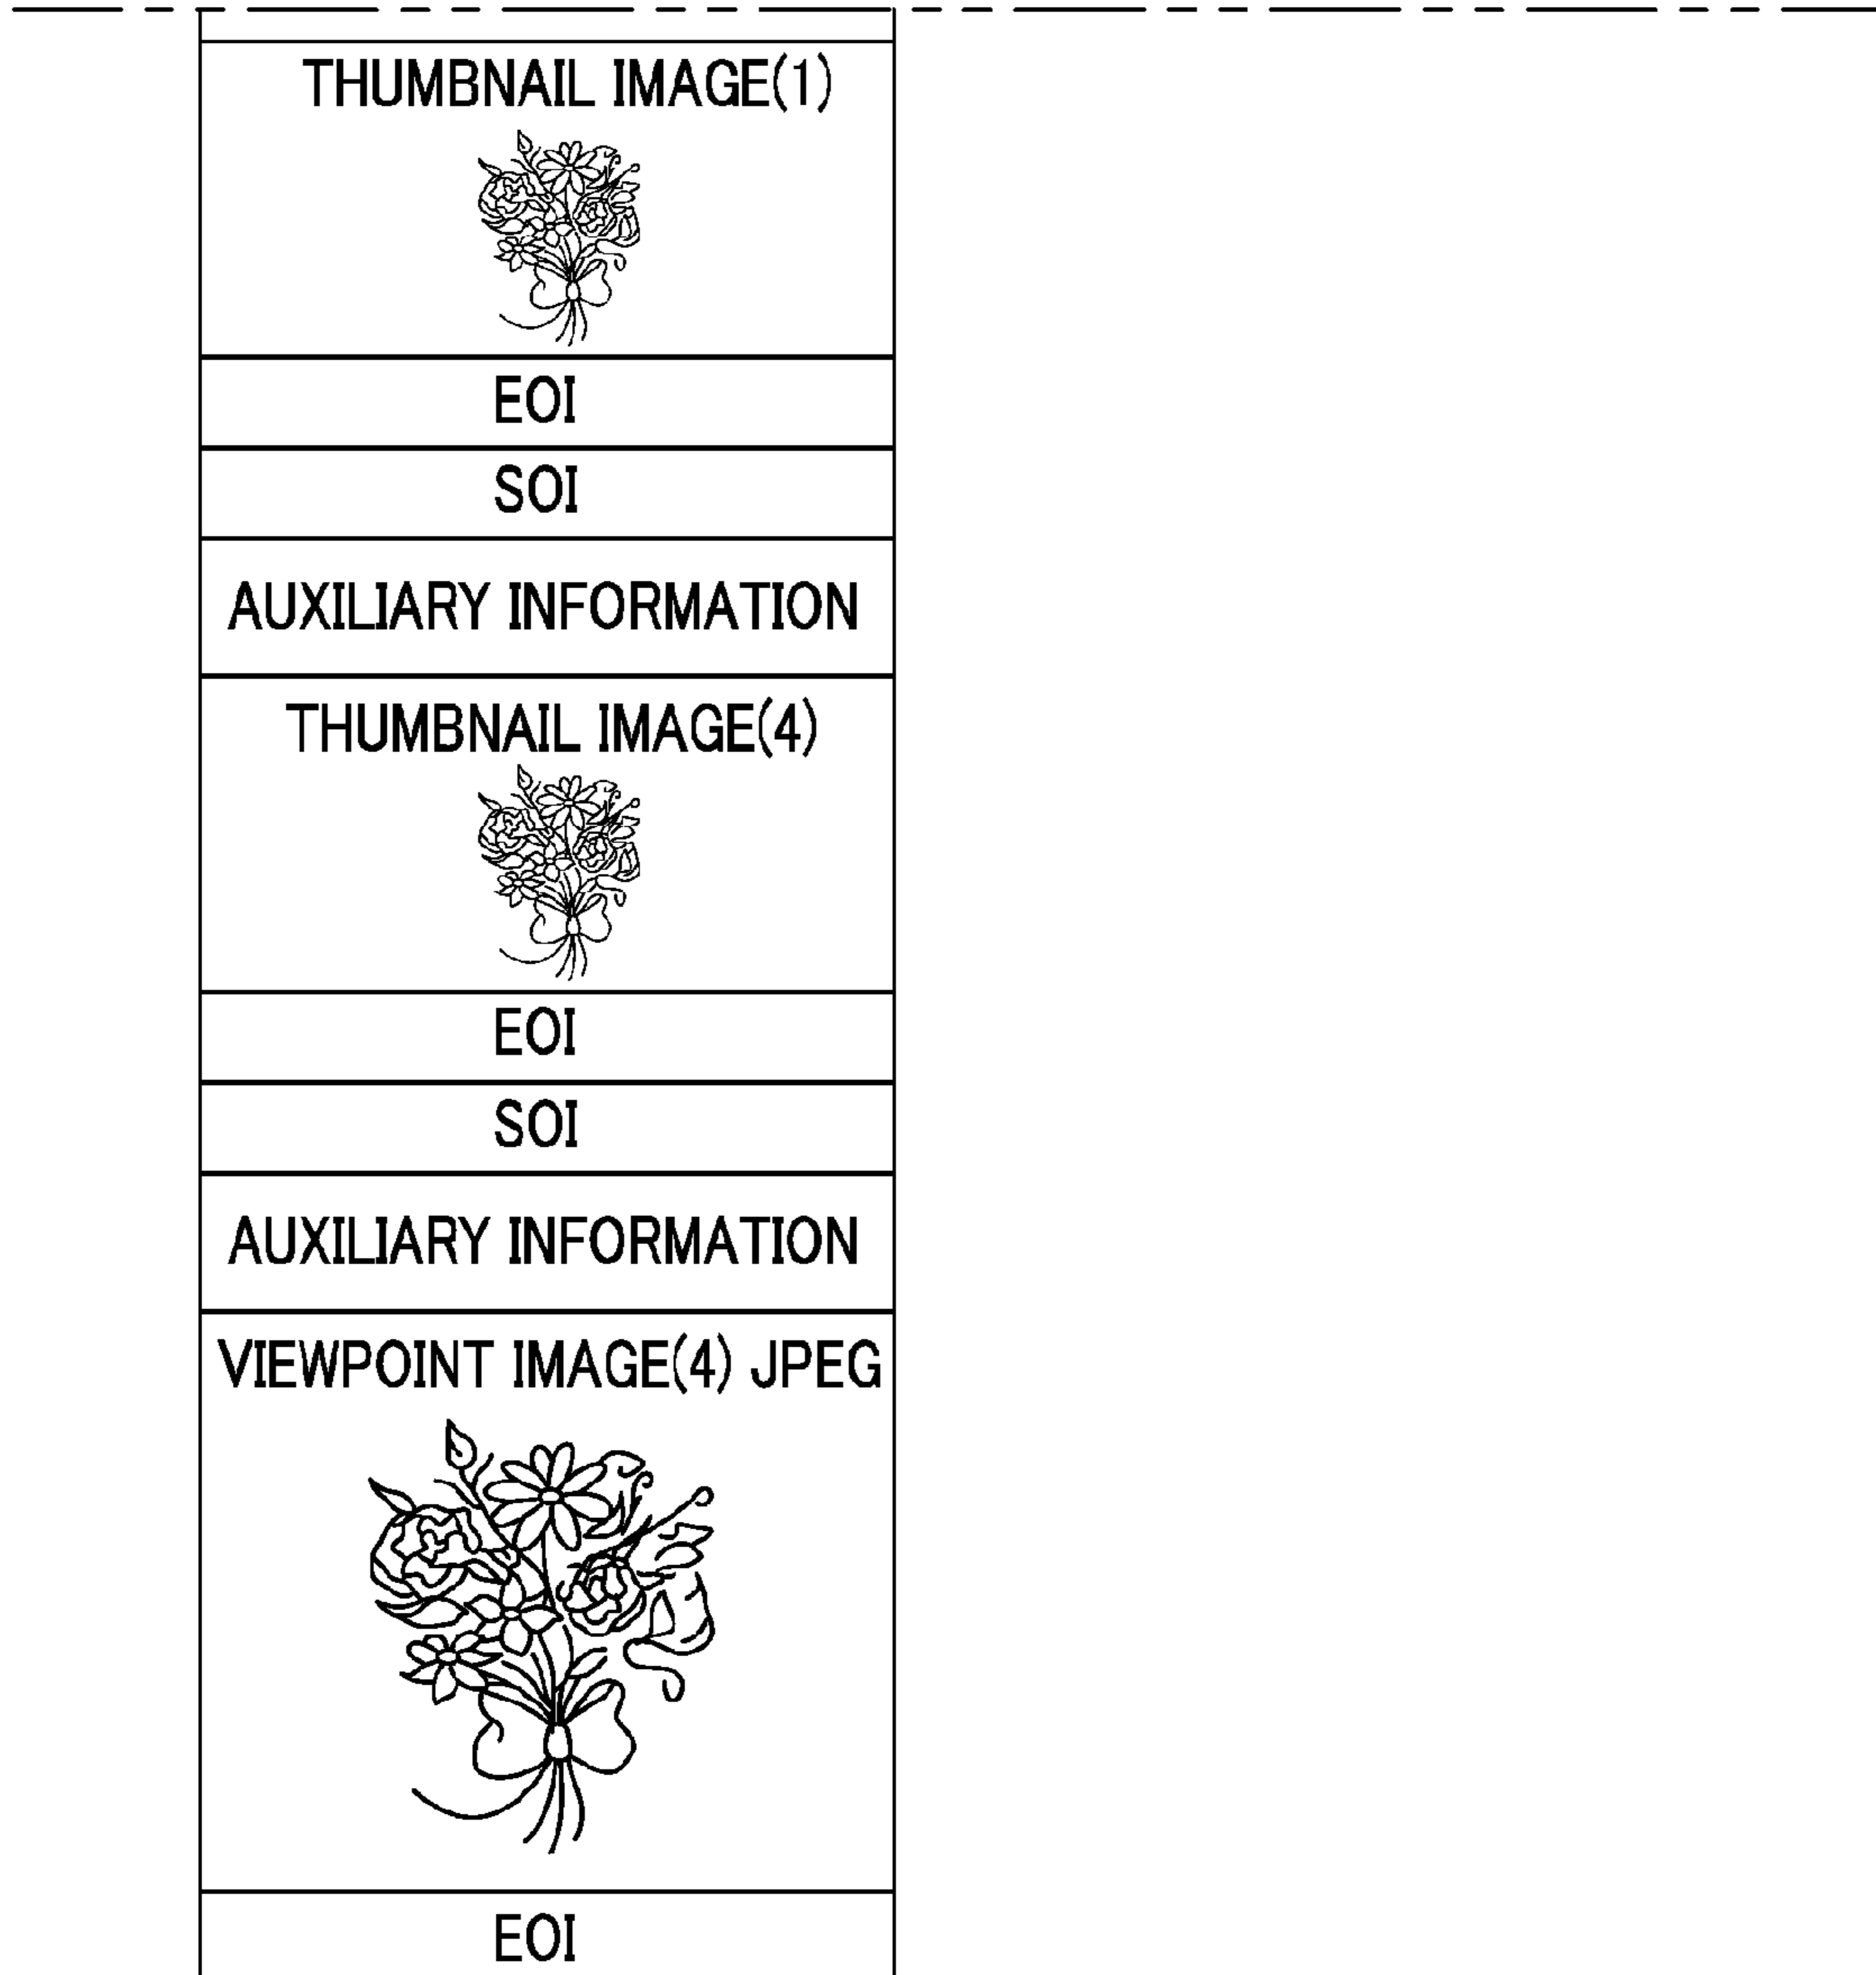 THUMBNAIL IMAGE(1)
EOI
SOI
AUXILIARY INFORMATION
THUMBNAIL IMAGE(4)
EOI
SOI
AUXILIARY INFORMATION
VIEWPOINT IMAGE(4) JPEG
EOI